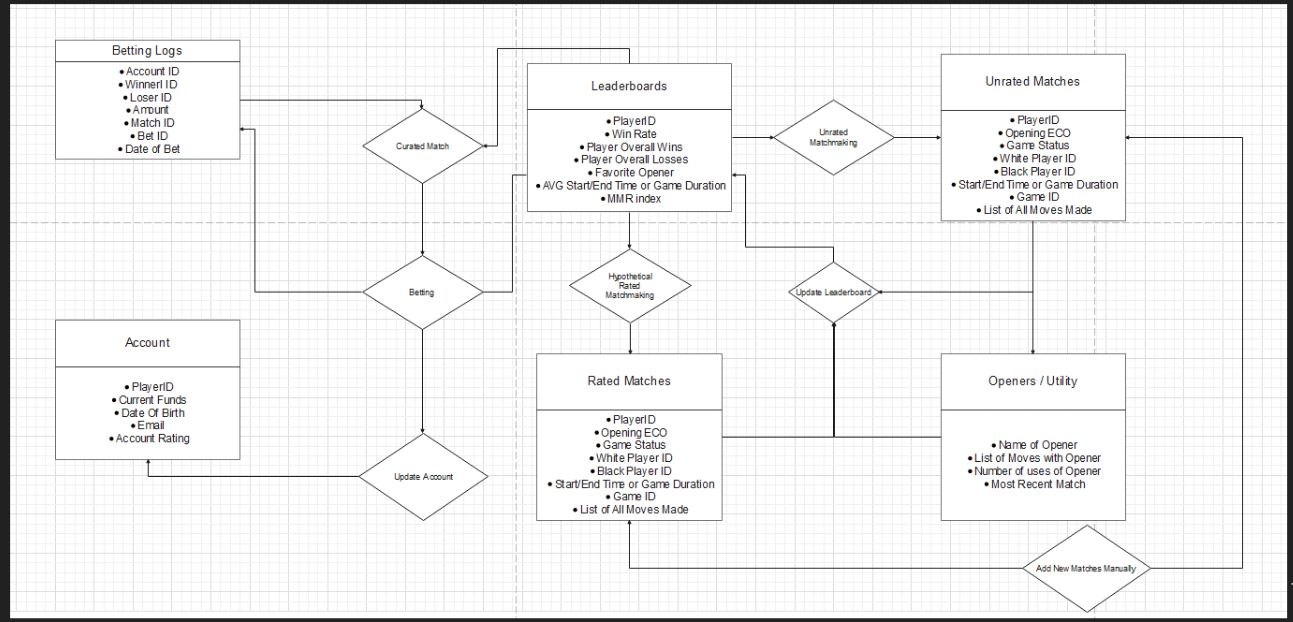 Betting Logs
• Account ID
• Winnerl ID
• Loser ID
• Amount
• Match ID
• Bet ID
• Date of Bet
Curated Match
Leaderboards
• PlayerID
• Win Rate
• Player Overall Wins
• Player Overall Losses
• Favorite Opener
• AVG Start/End Time or Game Duration
• MMR index
Unrated
Matchmaking
Unrated Matches
• PlayerID
• Opening ECO
• Game Status
• White Player ID
• Black Player ID
• Start/End Time or Game Duration
• Game ID
• List of All Moves Made
Betting
Hypothetical
Rated
Matchmaking
Update Leaderboard
Account
• PlayerID
• Current Funds
• Date Of Birth
• Email
• Account Rating
Update Account
Rated Matches
• PlayerID
• Opening ECO
• Game Status
• White Player ID
• Black Player ID
• Start/End Time or Game Duration
• Game ID
• List of All Moves Made
Openers / Utility
• Name of Opener
• List of Moves with Opener
• Number of uses of Opener
• Most Recent Match
Add New Matches Manually